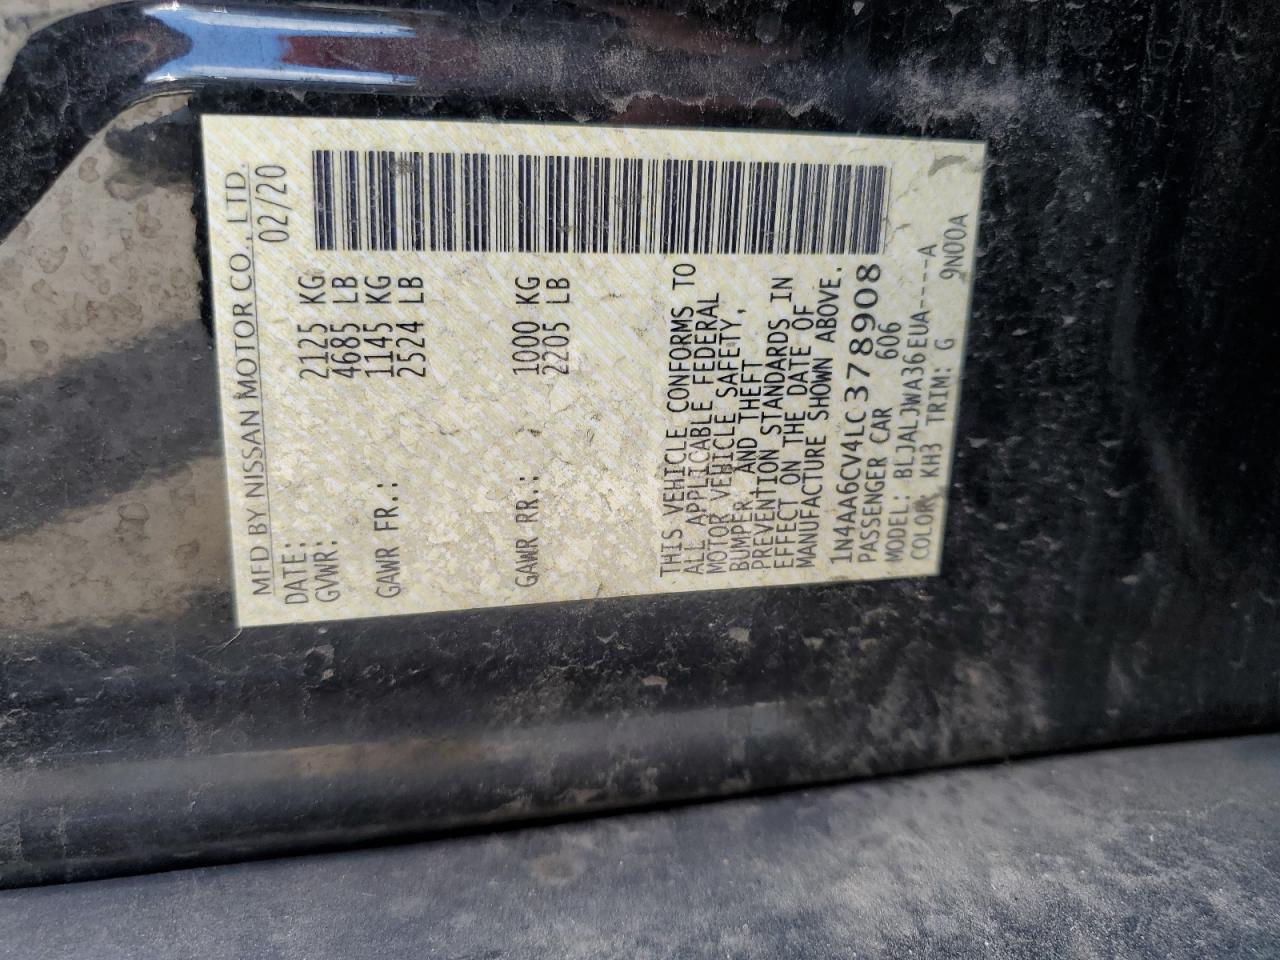 MFD BY NISSAN MOTOR CO., LTD.
DATE: 02/20
GVWR: 2125 KG
4685 LB
GAWR FR.: 1145 KG
2524 LB
GAWR RR.: 1000 KG
2205 LB
THIS VEHICLE CONFORMS TO
ALL APPLICABLE FEDERAL
MOTOR VEHICLE SAFETY,
BUMPER AND THEFT
PREVENTION STANDARDS IN
EFFECT ON THE DATE OF
MANUFACTURE SHOWN ABOVE.
1N4AA6CV4LC378908
PASSENGER CAR 606
MODEL: BLJALJWA36EUA----A
COLOR KH3 TRIM: G 9N00A